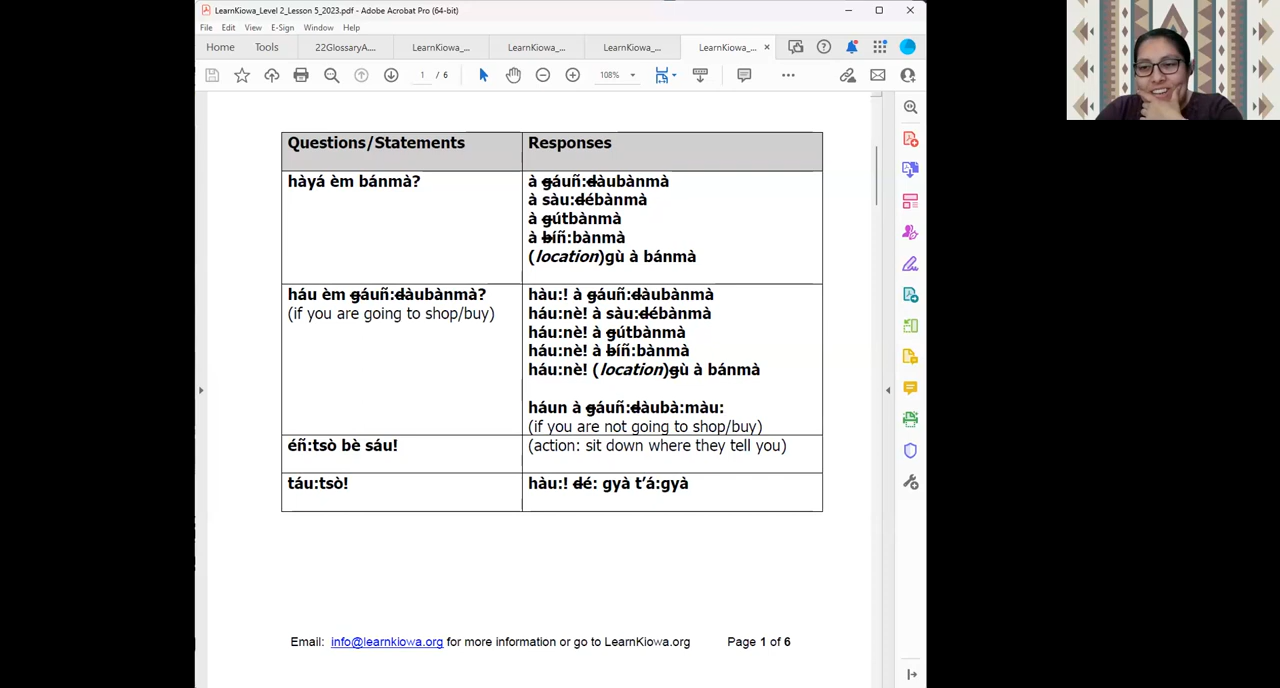 LearnKiowa_Level 2_Lesson 5_2023.pdf - Adobe Acrobat Pro (64-bit)
File Edit View E-Sign Window Help
Home Tools 22GlossaryA.... LearnKiowa_... LearnKiowa_... LearnKiowa_... LearnKiowa_... ×
1 / 6 108%
Questions/Statements Responses
hàyá èm bánmà? à g̶áuñ:d̶àubànmà
à sàu:d̶ébànmà
à g̶útbànmà
à b̶íñ:bànmà
(location)gù à bánmà
háu èm g̶áuñ:d̶àubànmà? hàu:! à g̶áuñ:d̶àubànmà
(if you are going to shop/buy) háu:nè! à sàu:d̶ébànmà
háu:nè! à g̶útbànmà
háu:nè! à b̶íñ:bànmà
háu:nè! (location)g̶ù à bánmà
háun à g̶áuñ:d̶àubà:màu:
(if you are not going to shop/buy)
éñ:tsò bè sáu! (action: sit down where they tell you)
táu:tsò! hàu:! d̶é: gyà t’á:gyà
Email: info@learnkiowa.org for more information or go to LearnKiowa.org Page 1 of 6